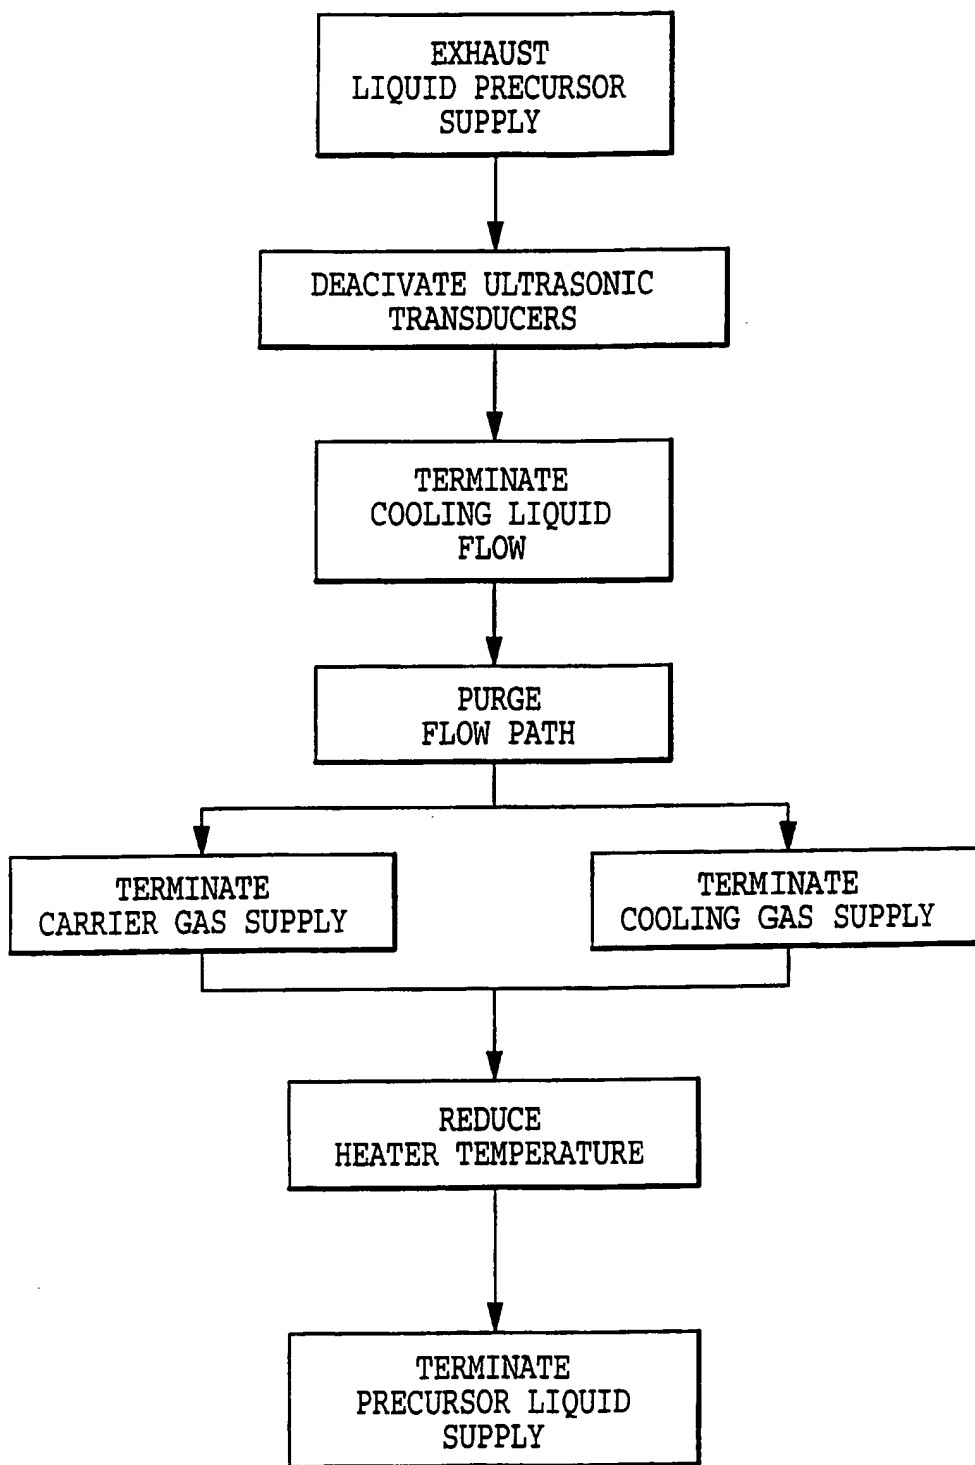 EXHAUST
LIQUID PRECURSOR
SUPPLY
DEACIVATE ULTRASONIC
TRANSDUCERS
TERMINATE
COOLING LIQUID
FLOW
PURGE
FLOW PATH
TERMINATE
CARRIER GAS SUPPLY
TERMINATE
COOLING GAS SUPPLY
REDUCE
HEATER TEMPERATURE
TERMINATE
PRECURSOR LIQUID
SUPPLY